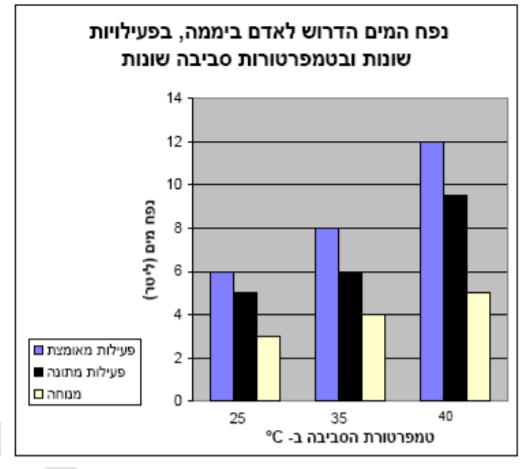 נפח המים הדרוש לאדם ביממה, בפעילויות
שונות ובטמפרטורות סביבה שונות
נפח מים (ליטר)
14
12
10
8
6
4
2
0
25
35
40
טמפרטורת הסביבה ב- °C
פעילות מאומצת
פעילות מתונה
מנוחה